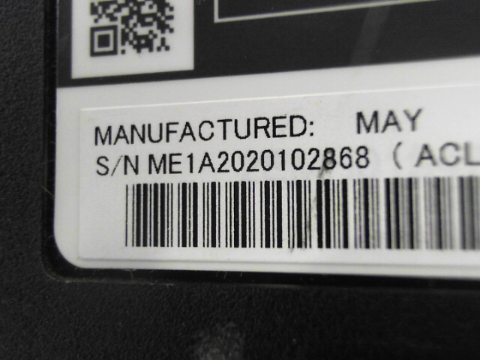 MANUFACTURED: MAY
S/N ME1A2020102868 ( ACL